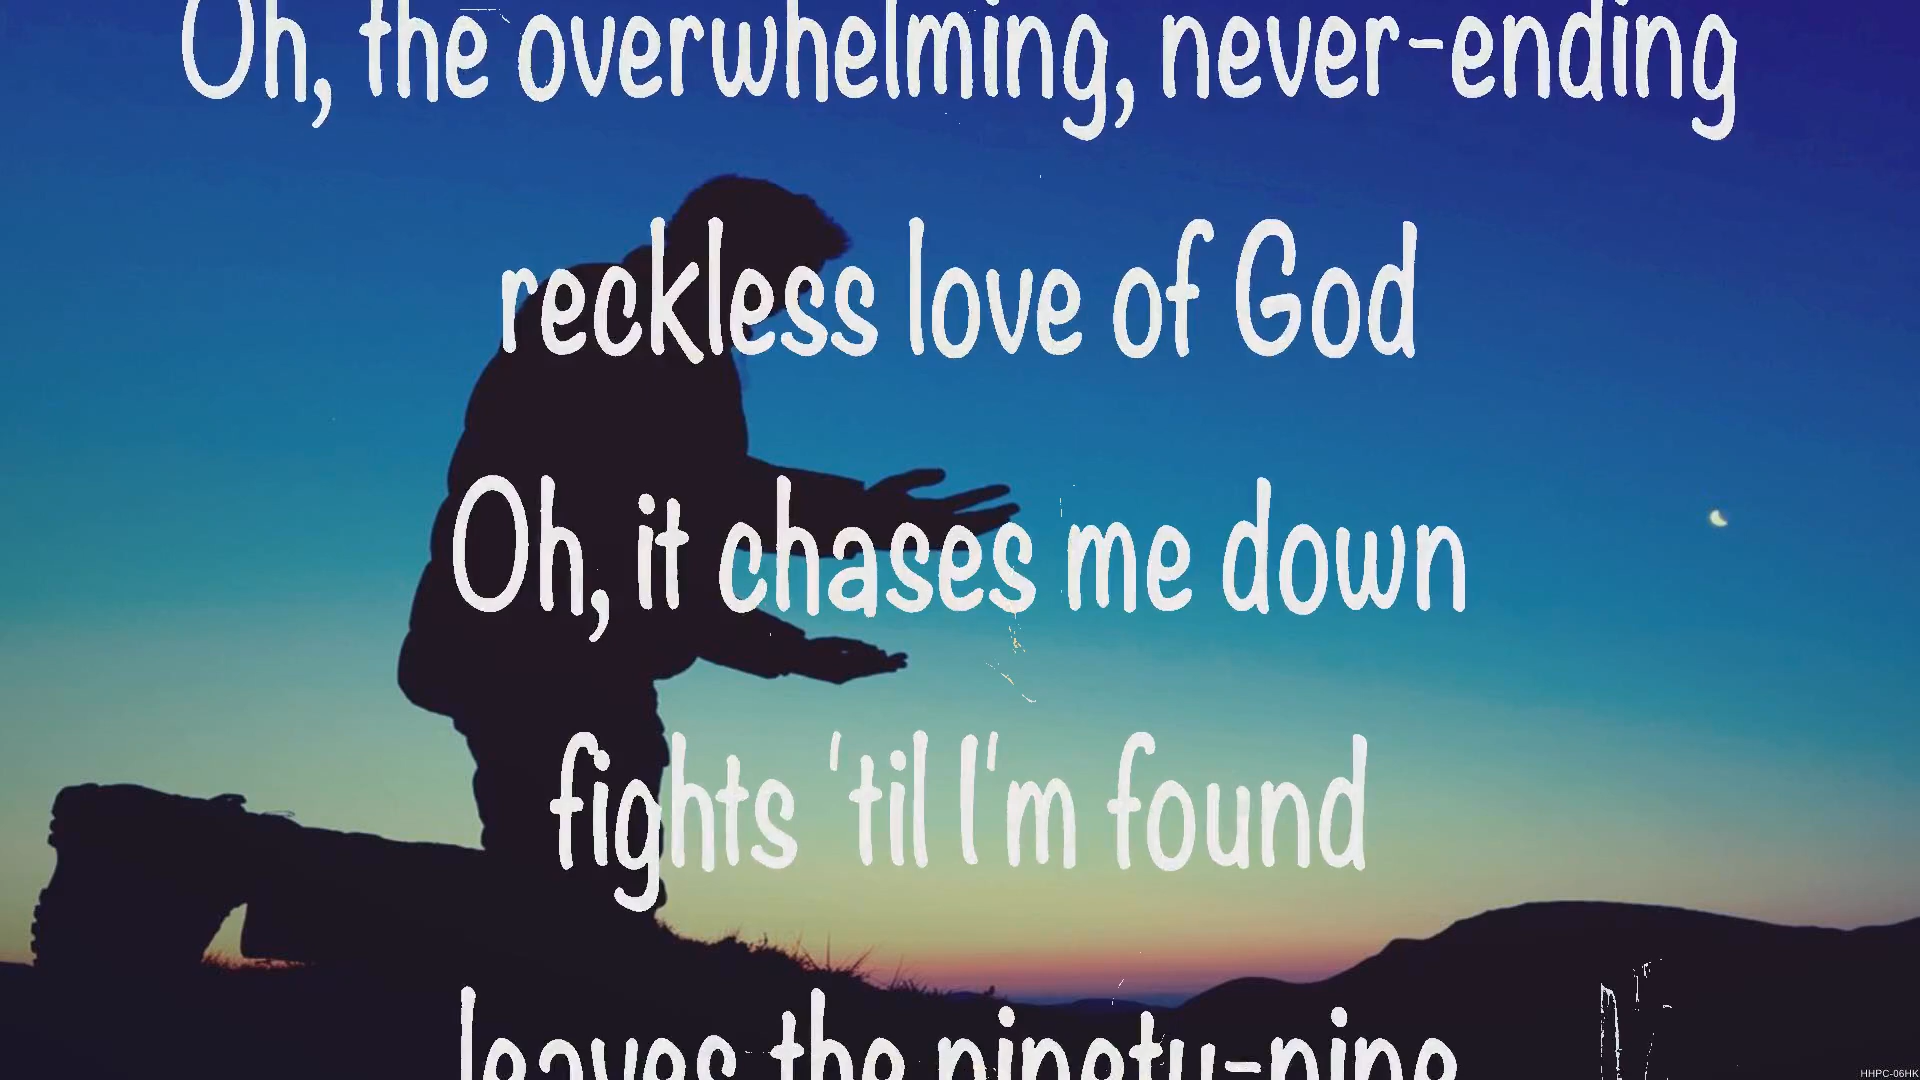 Oh, the overwhelming, never-ending
reckless love of God
Oh, it chases me down
fights 'til I'm found
leaves the ninety-nine
HHPC-06HK